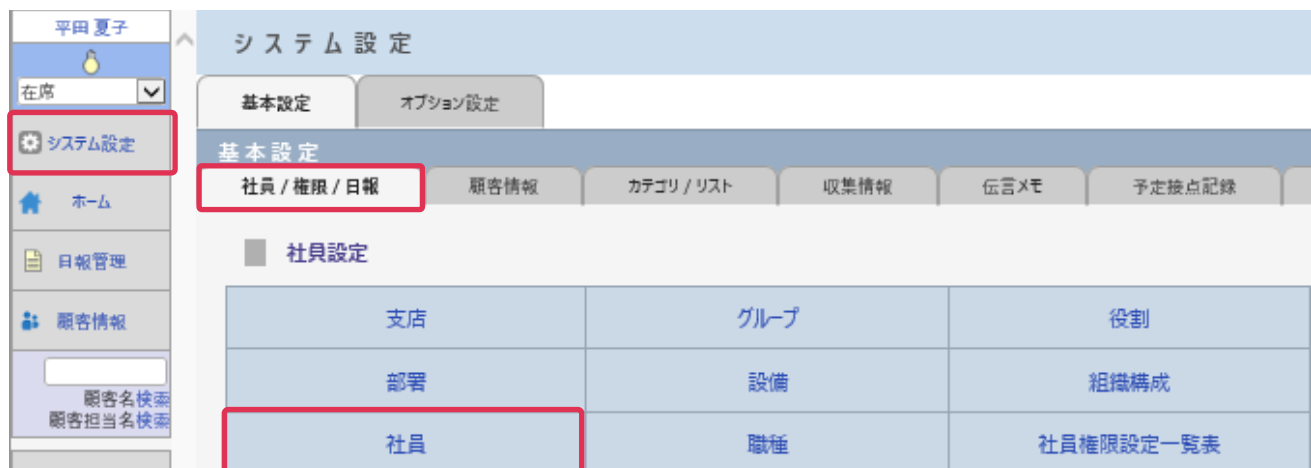 平田 夏子
在席
システム設定
ホーム
日報管理
顧客情報
顧客名検索
顧客担当名検索
システム設定
基本設定
オプション設定
基本設定
社員 / 権限 / 日報
顧客情報
カテゴリ / リスト
収集情報
伝言メモ
予定接点記録
社員設定
支店
グループ
役割
部署
設備
組織構成
社員
職種
社員権限設定一覧表